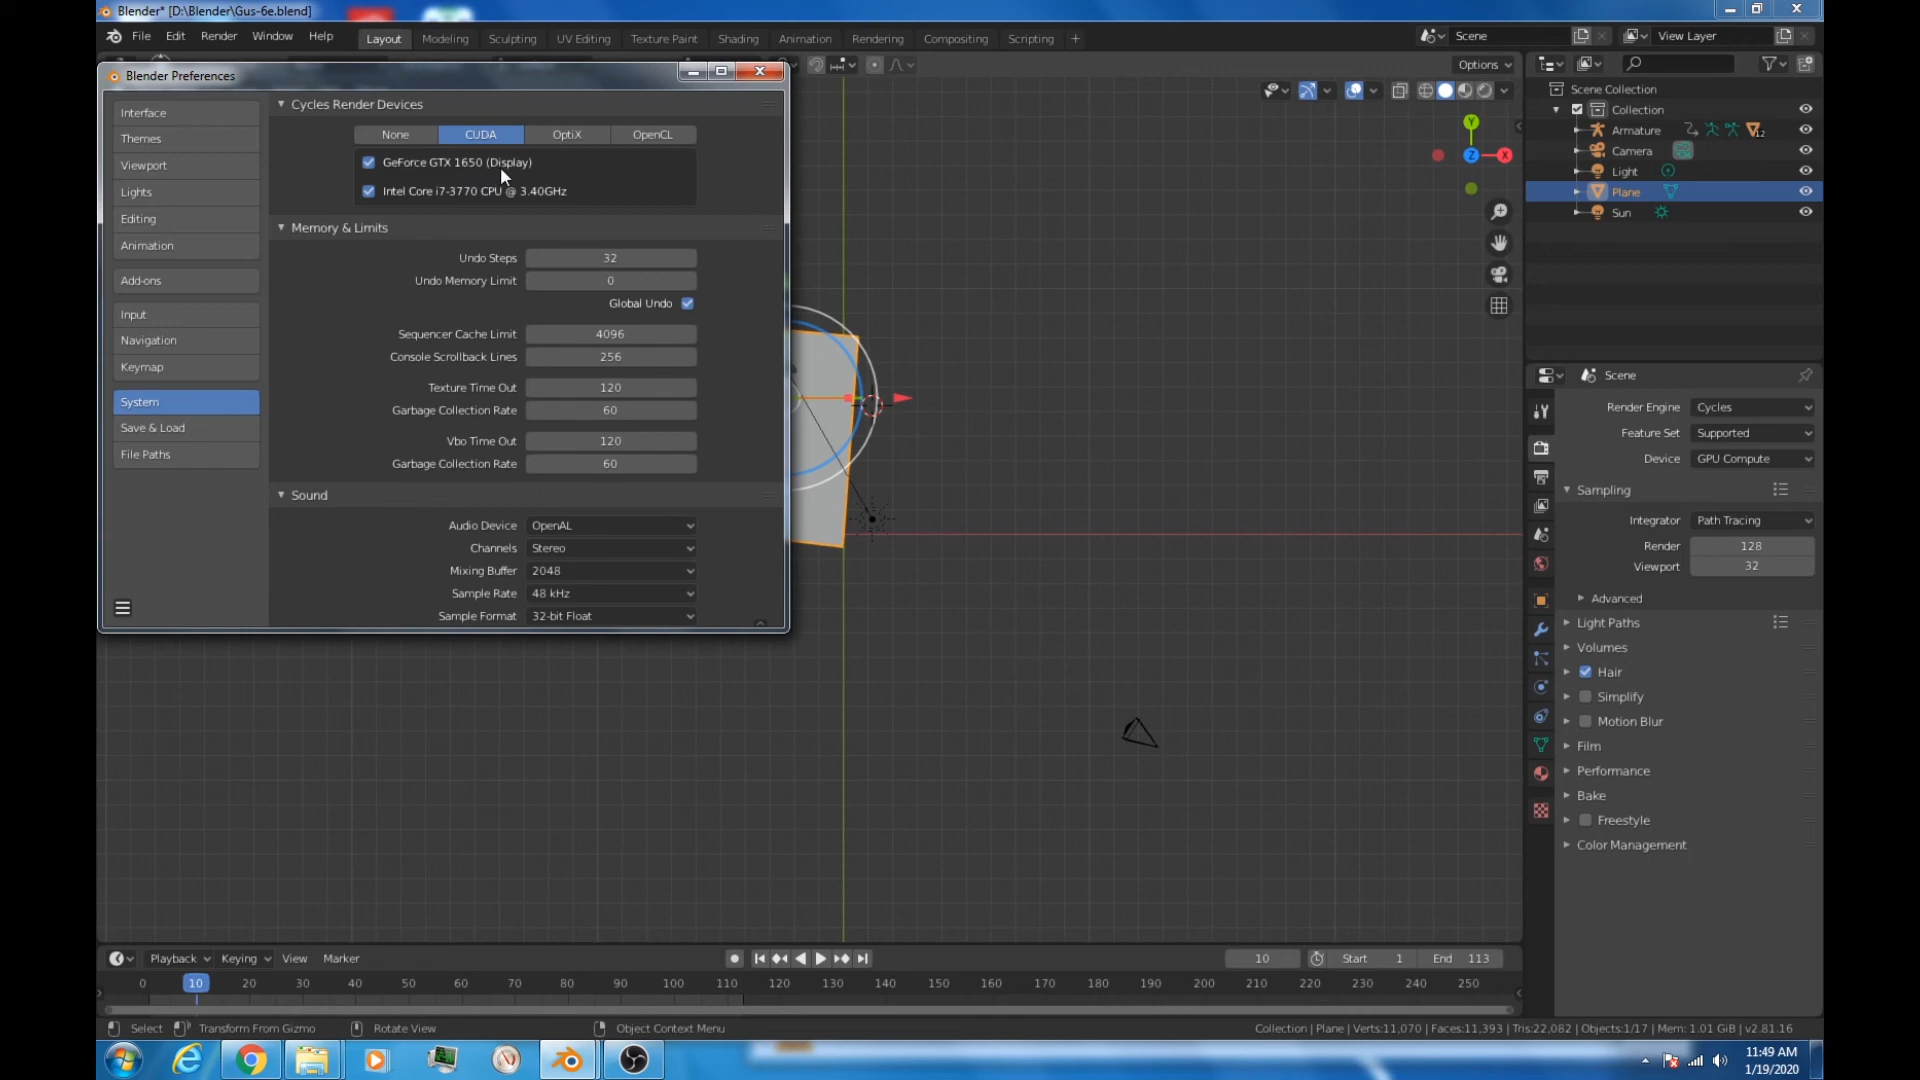 Blender* [D:\Blender\Gus-6e.blend]
File Edit Render Window Help Layout Modeling Sculpting UV Editing Texture Paint Shading Animation Rendering Compositing Scripting + Scene View Layer
Options
Blender Preferences
Interface
Themes
Viewport
Lights
Editing
Animation
Add-ons
Input
Navigation
Keymap
System
Save & Load
File Paths
Cycles Render Devices
None CUDA OptiX OpenCL
GeForce GTX 1650 (Display)
Intel Core i7-3770 CPU @ 3.40GHz
Memory & Limits
Undo Steps 32
Undo Memory Limit 0
Global Undo
Sequencer Cache Limit 4096
Console Scrollback Lines 256
Texture Time Out 120
Garbage Collection Rate 60
Vbo Time Out 120
Garbage Collection Rate 60
Sound
Audio Device OpenAL
Channels Stereo
Mixing Buffer 2048
Sample Rate 48 kHz
Sample Format 32-bit Float
Y
Z X
Scene Collection
Collection
Armature 12
Camera
Light
Plane
Sun
Scene
Render Engine Cycles
Feature Set Supported
Device GPU Compute
Sampling
Integrator Path Tracing
Render 128
Viewport 32
Advanced
Light Paths
Volumes
Hair
Simplify
Motion Blur
Film
Performance
Bake
Freestyle
Color Management
Playback Keying View Marker 10 Start 1 End 113
0 10 20 30 40 50 60 70 80 90 100 110 120 130 140 150 160 170 180 190 200 210 220 230 240 250
Select Transform From Gizmo Rotate View Object Context Menu Collection | Plane | Verts:11,070 | Faces:11,393 | Tris:22,082 | Objects:1/17 | Mem: 1.01 GiB | v2.81.16
11:49 AM
1/19/2020